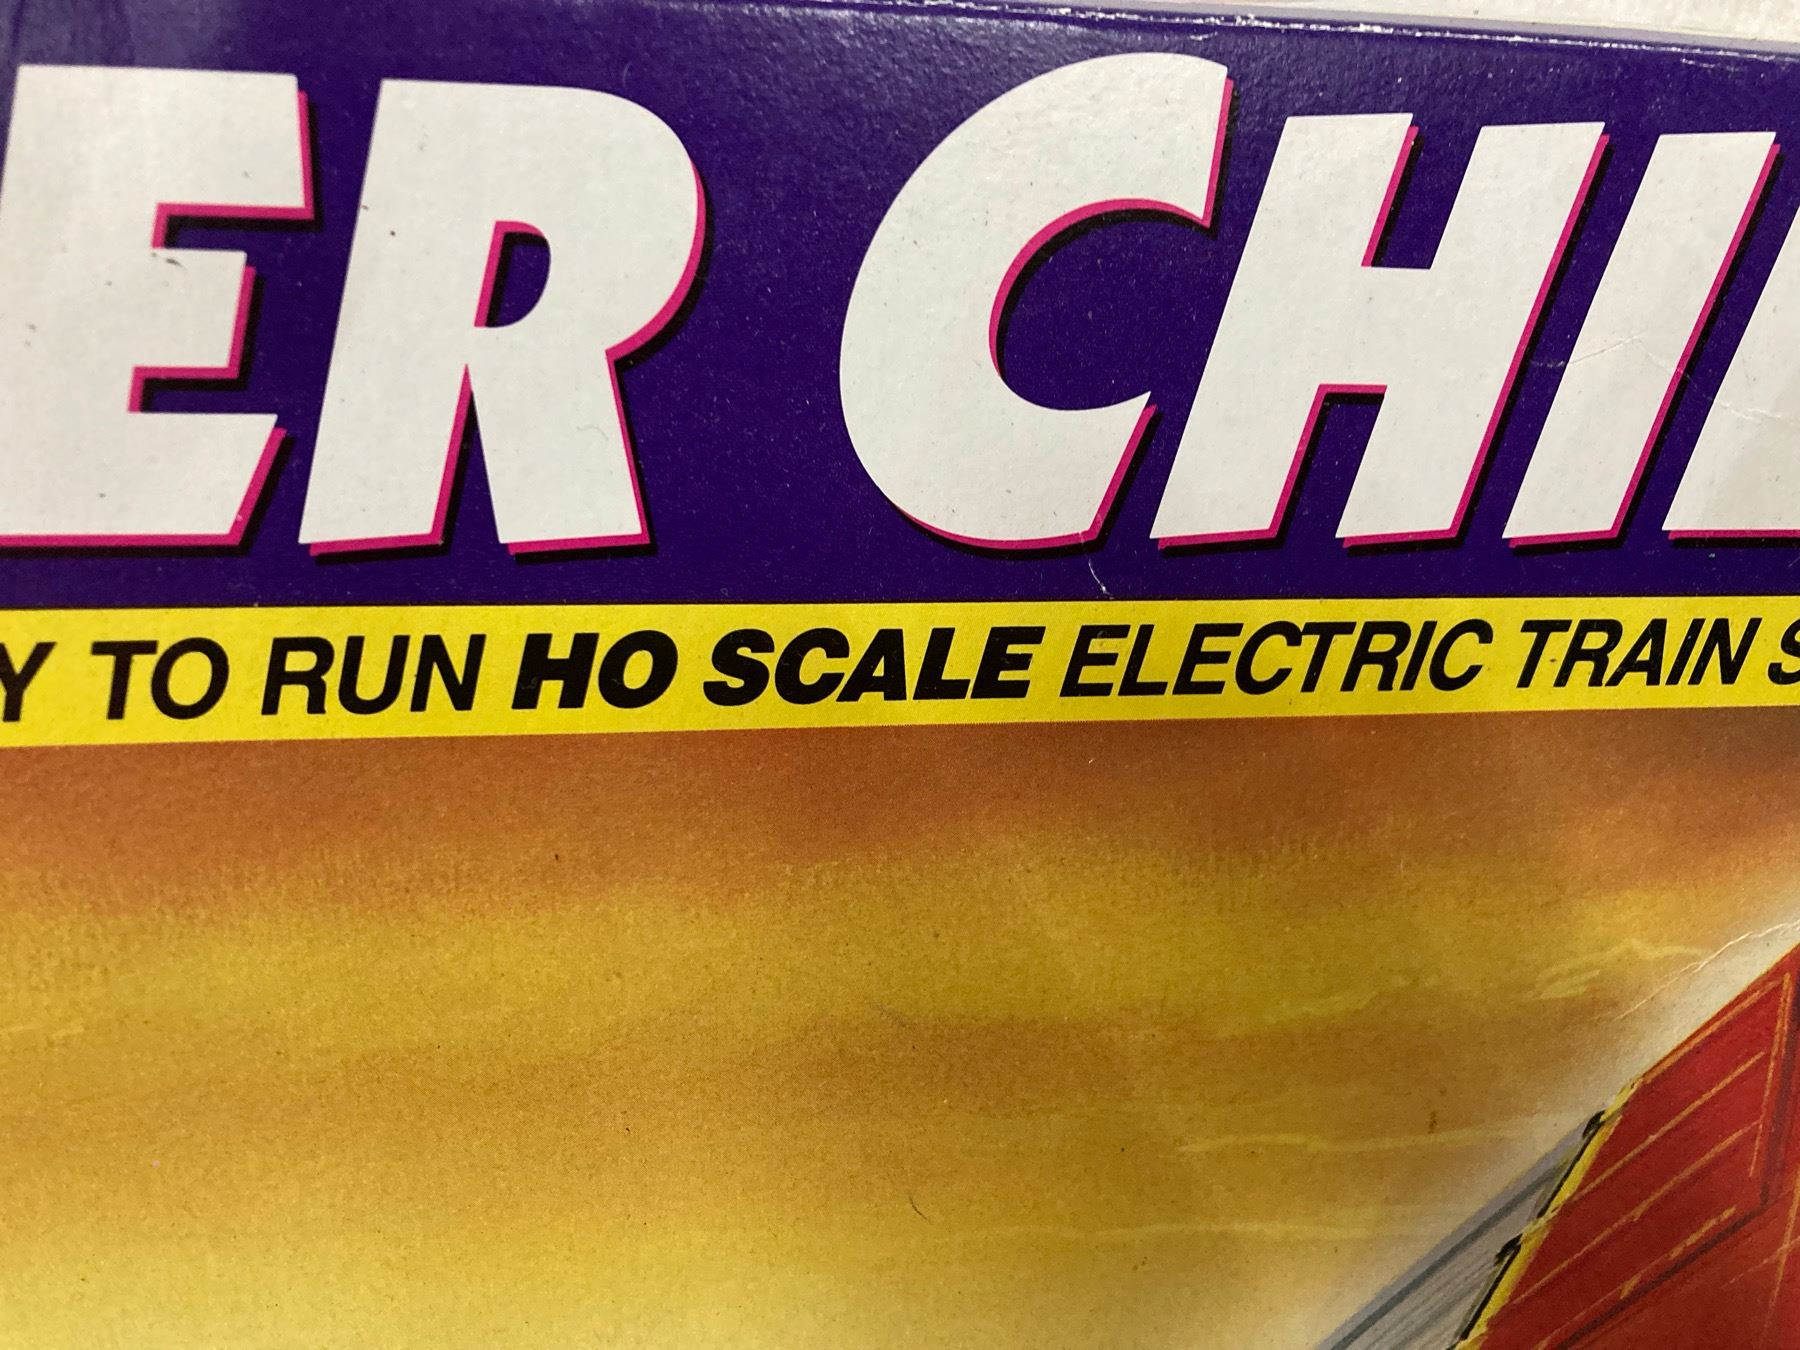 ER CHI
Y TO RUN HO SCALE ELECTRIC TRAIN S